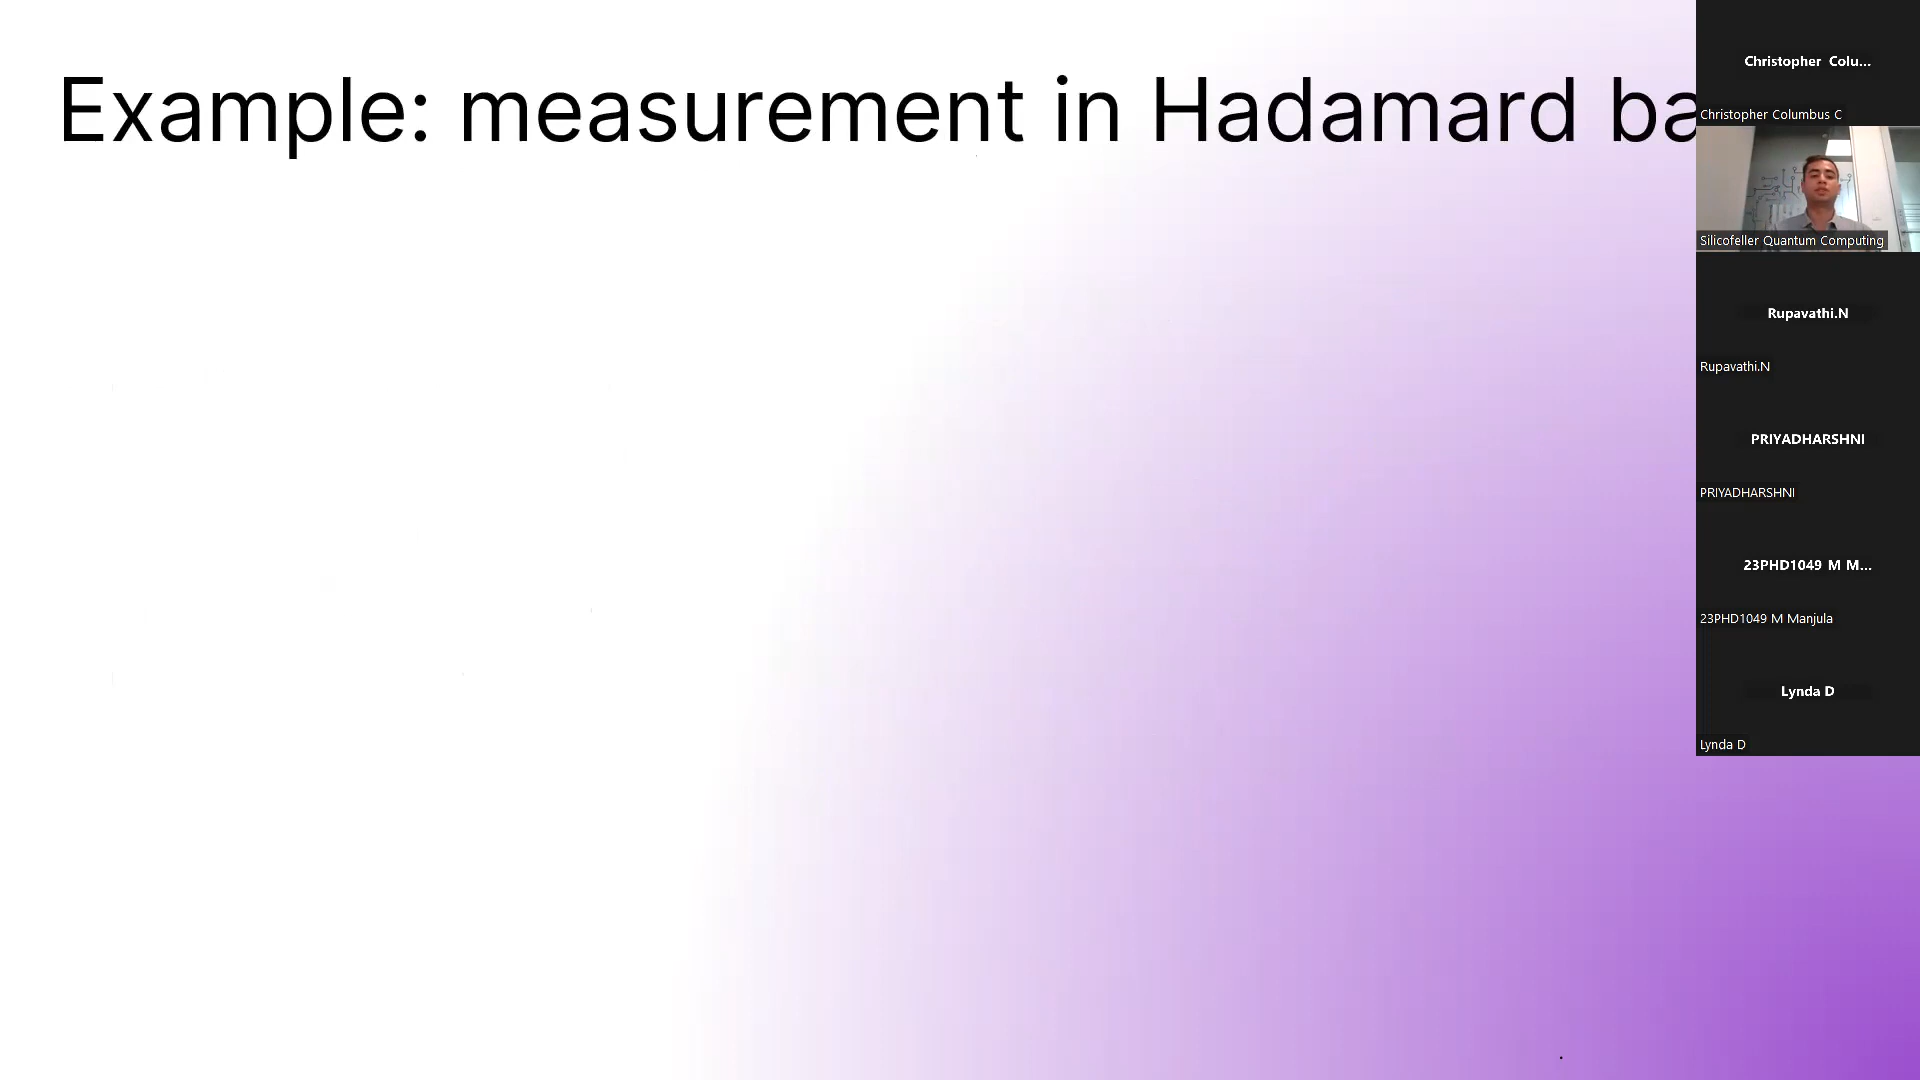 Example: measurement in Hadamard ba
Christopher Colu...
Christopher Columbus C
Silicofeller Quantum Computing
Rupavathi.N
Rupavathi.N
PRIYADHARSHNI
PRIYADHARSHNI
23PHD1049 M M...
23PHD1049 M Manjula
Lynda D
Lynda D